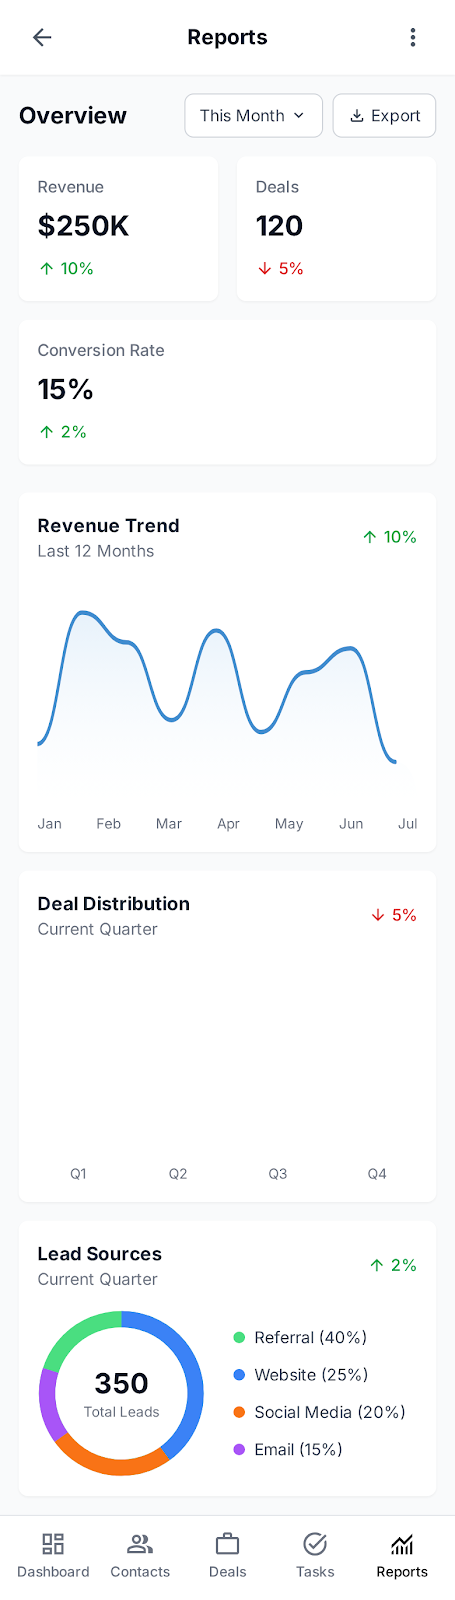 Reports
Overview
This Month
Export
Revenue
$250K
↑ 10%
Deals
120
↓ 5%
Conversion Rate
15%
↑ 2%
Revenue Trend
Last 12 Months
↑ 10%
Jan Feb Mar Apr May Jun Jul
Deal Distribution
Current Quarter
↓ 5%
Q1 Q2 Q3 Q4
Lead Sources
Current Quarter
↑ 2%
350
Total Leads
Referral (40%)
Website (25%)
Social Media (20%)
Email (15%)
Dashboard Contacts Deals Tasks Reports